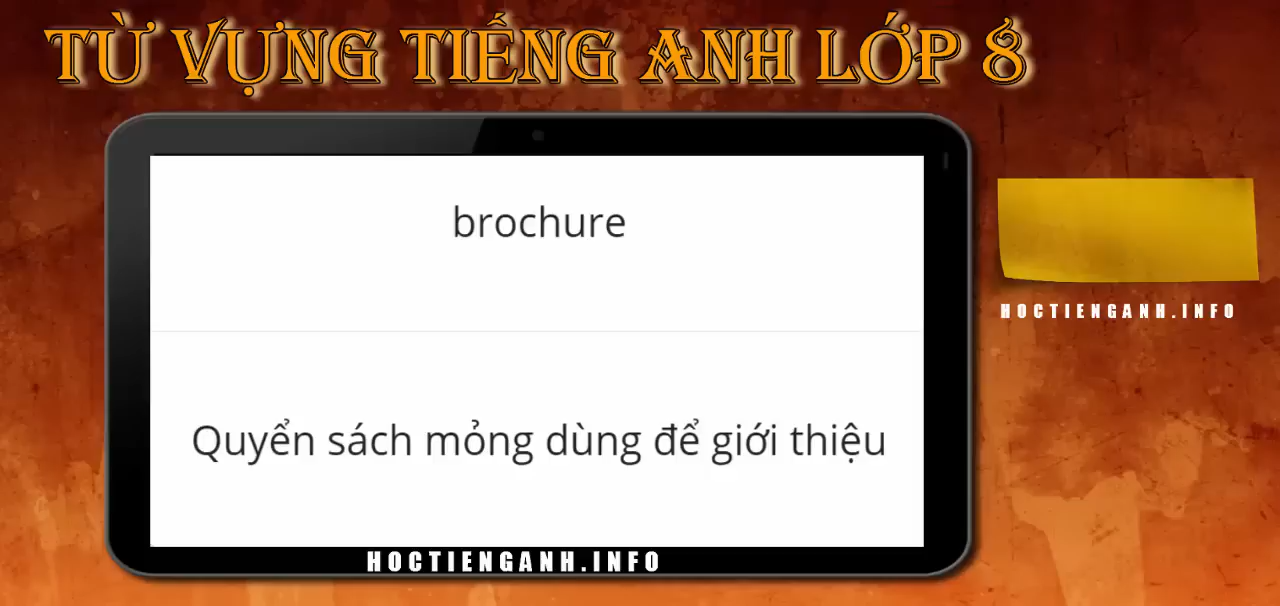 TỪ VỰNG TIẾNG ANH LỚP 8
brochure
Quyển sách mỏng dùng để giới thiệu
HOCTIENGANH.INFO
HOCTIENGANH.INFO